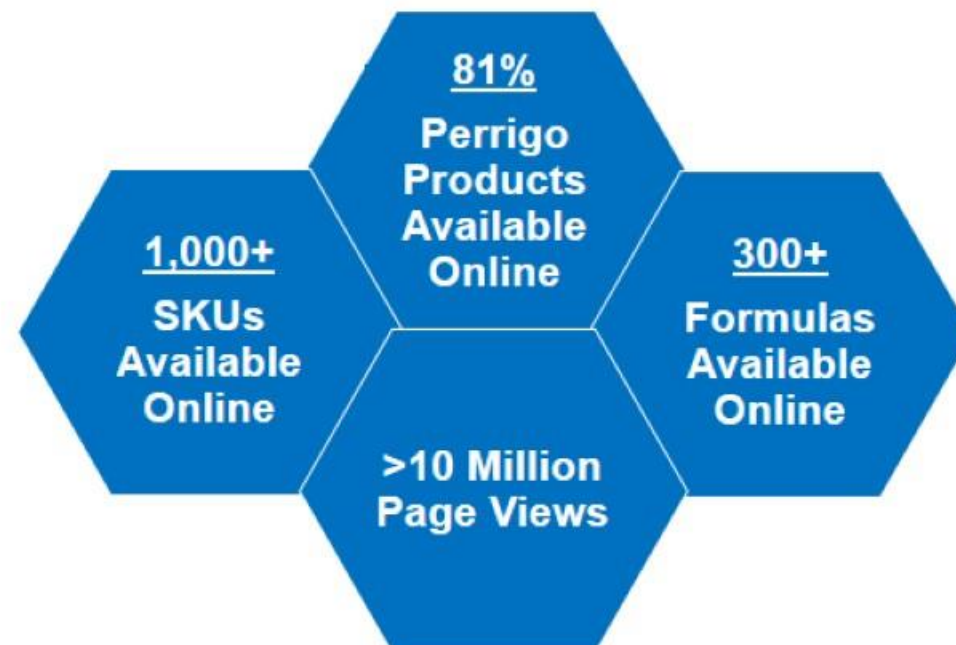 81%
Perrigo
Products
Available
Online
1,000+
SKUs
Available
Online
300+
Formulas
Available
Online
>10 Million
Page Views